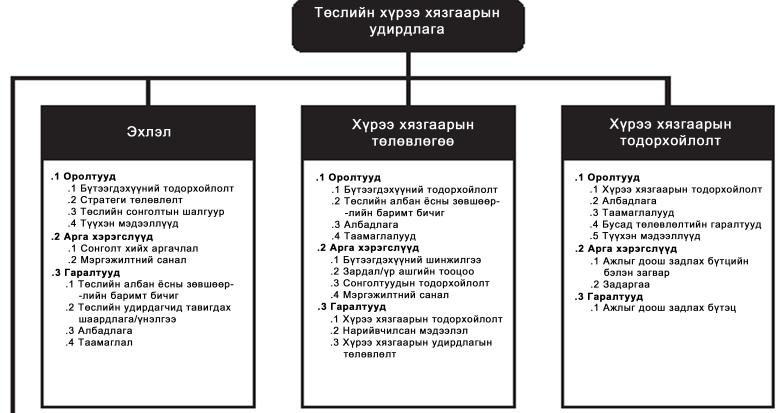 Төслийн хүрээ хязгаарын
удирдлага
Эхлэл
.1 Оролтууд
.1 Бүтээгдэхүүний тодорхойлолт
.2 Стратеги төлөвлөлт
.3 Төслийн сонголтын шалгуур
.4 Түүхэн мэдээллүүд
.2 Арга хэрэгслүүд
.1 Сонголт хийх аргачлал
.2 Мэргэжилтний санал
.3 Гаралтууд
.1 Төслийн албан ёсны зөвшөөр-
-лийн баримт бичиг
.2 Төслийн удирдагчид тавигдах
шаардлага/үнэлгээ
.3 Албадлага
.4 Таамаглал
Хүрээ хязгаарын
төлөвлөгөө
.1 Оролтууд
.1 Бүтээгдэхүүний тодорхойлолт
.2 Төслийн албан ёсны зөвшөөр-
-лийн баримт бичиг
.3 Албадлага
.4 Таамаглалууд
.2 Арга хэрэгслүүд
.1 Бүтээгдэхүүний шинжилгээ
.2 Зардал/үр ашгийн тооцоо
.3 Сонголтуудын тодорхойлолт
.4 Мэргэжилтний санал
.3 Гаралтууд
.1 Хүрээ хязгаарын тодорхойлолт
.2 Нарийвчилсан мэдээлэл
.3 Хүрээ хязгаарын удирдлагын
төлөвлөлт
Хүрээ хязгаарын
тодорхойлолт
.1 Оролтууд
.1 Хүрээ хязгаарын тодорхойлолт
.2 Албадлага
.3 Таамаглалууд
.4 Бусад төлөвлөлтийн гаралтууд
.5 Түүхэн мэдээллүүд
.2 Арга хэрэгслүүд
.1 Ажлыг доош задлах бүтцийн
бэлэн загвар
.2 Задаргаа
.3 Гаралтууд
.1 Ажлыг доош задлах бүтэц